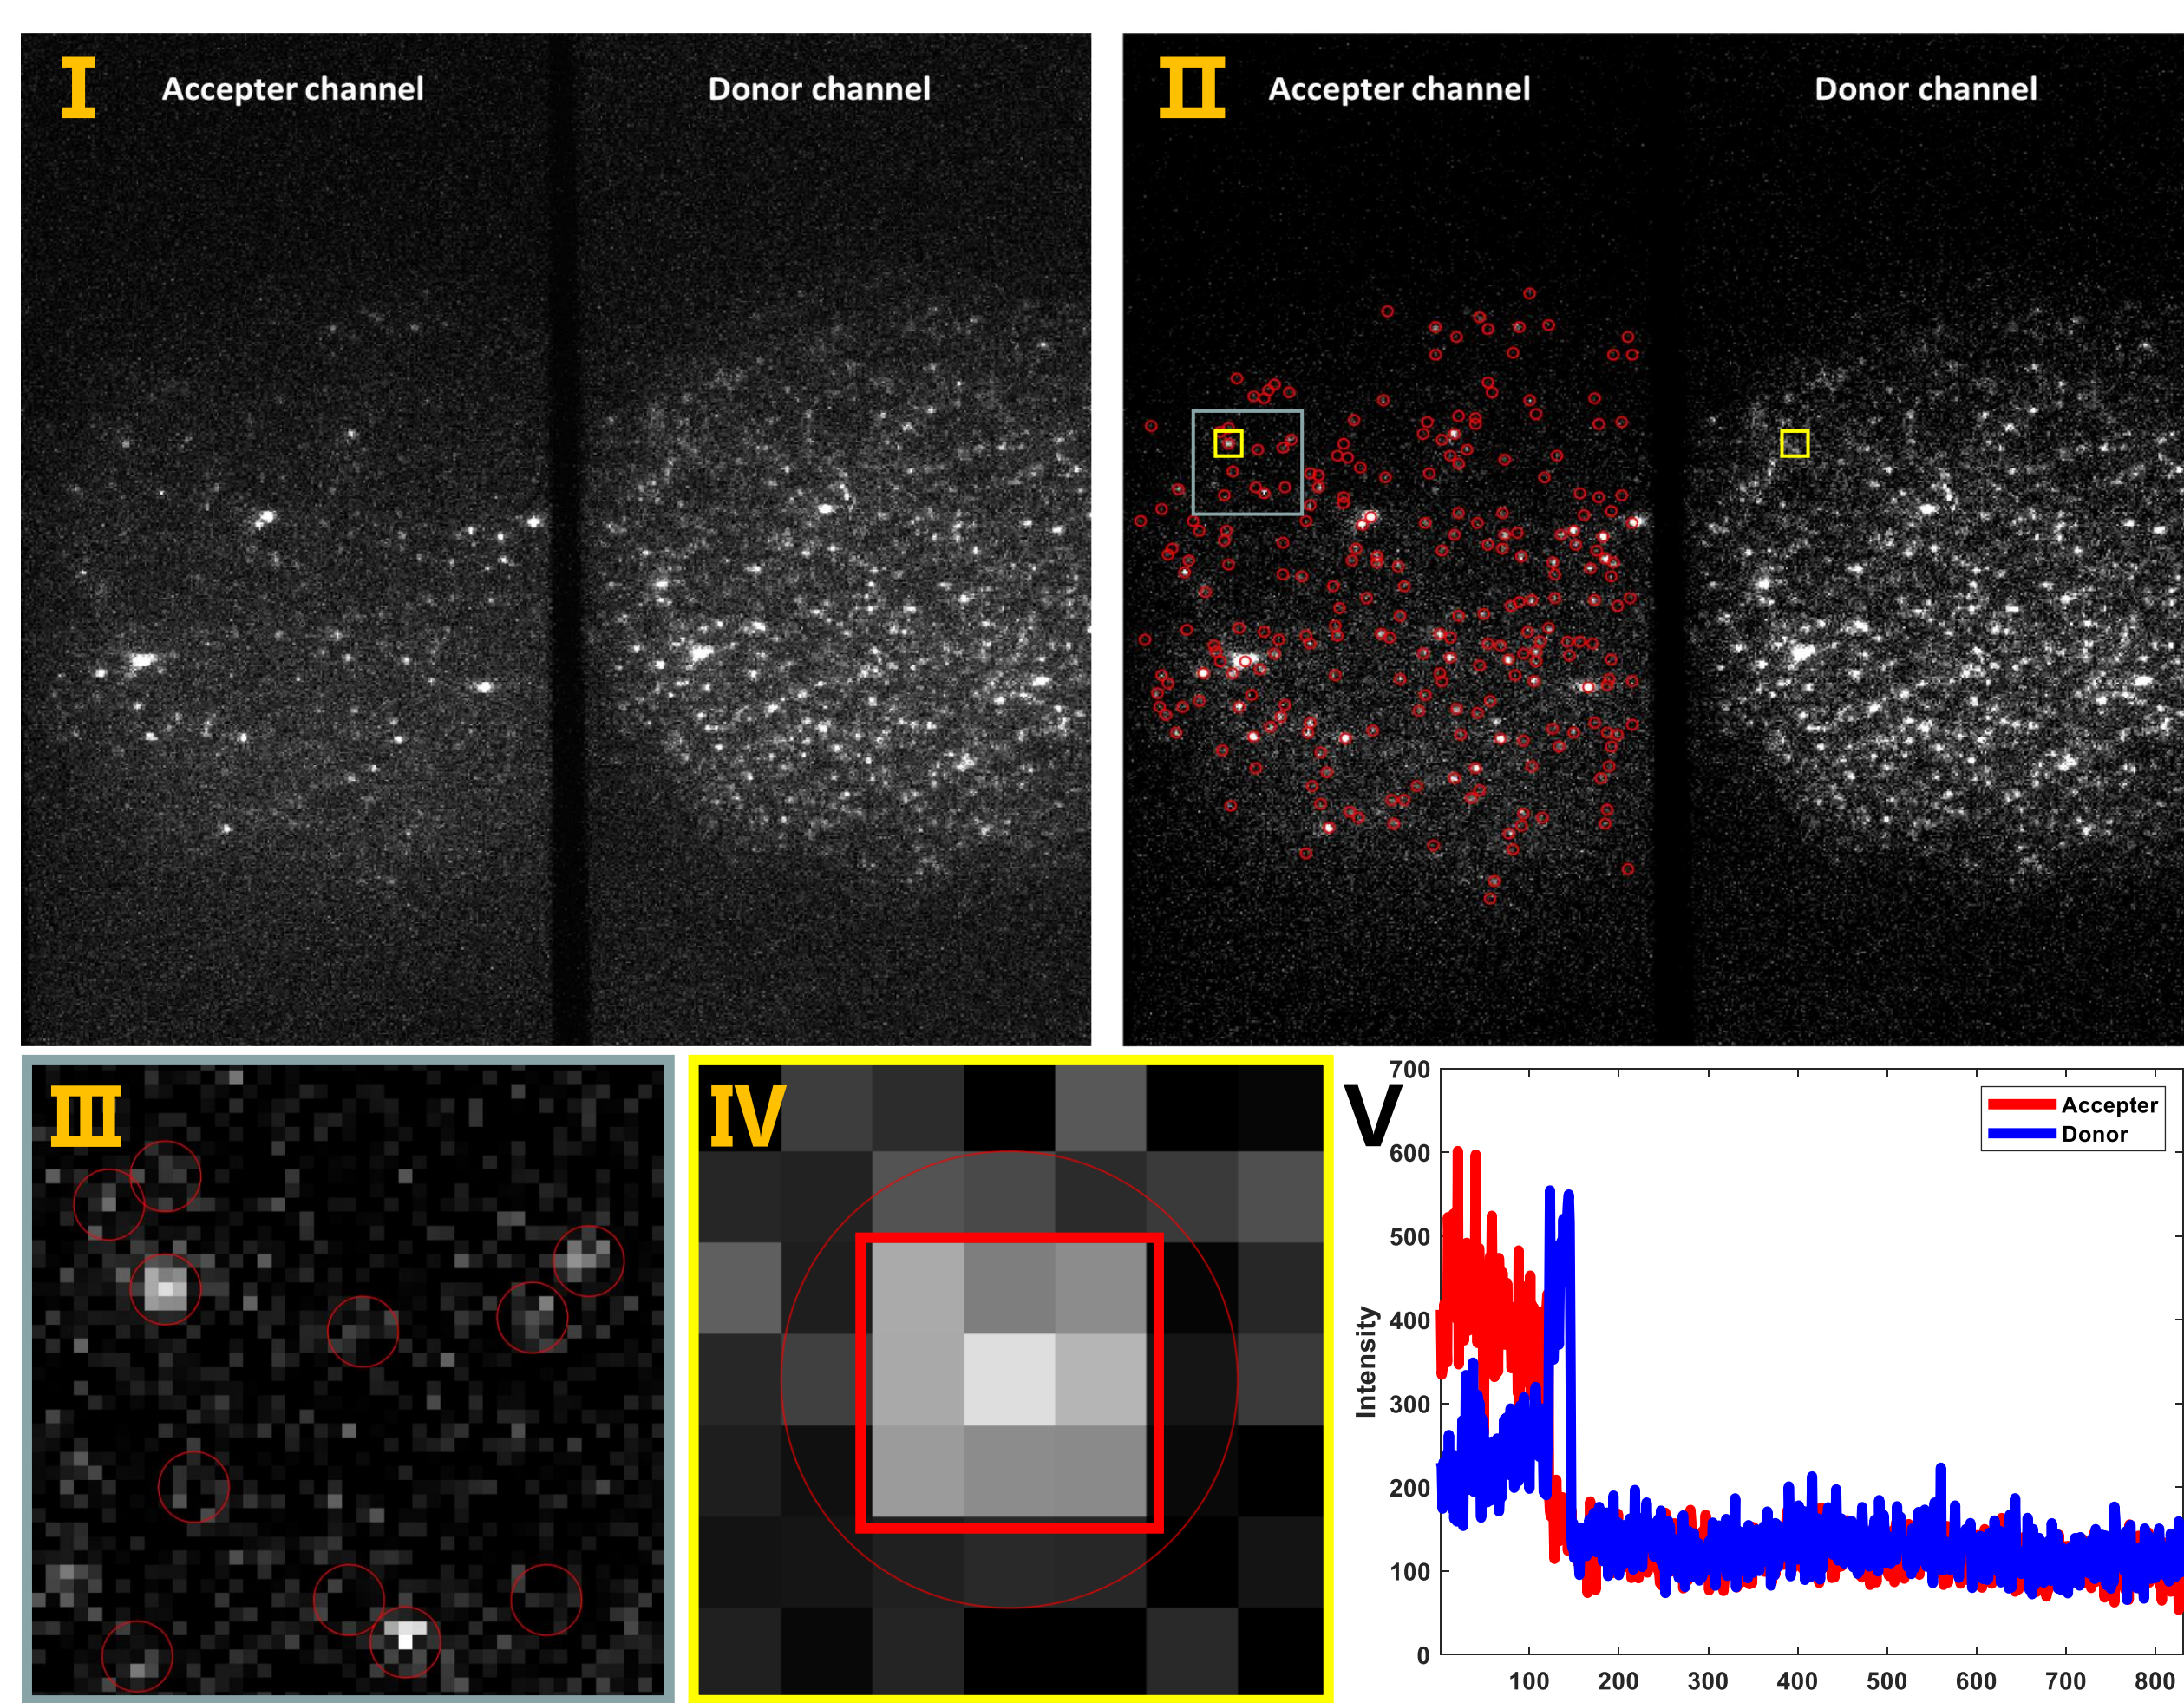 I
Accepter channel
Donor channel
II
Accepter channel
Donor channel
III
IV
V
700
600
500
400
300
200
100
0
Intensity
Accepter
Donor
100 200 300 400 500 600 700 800